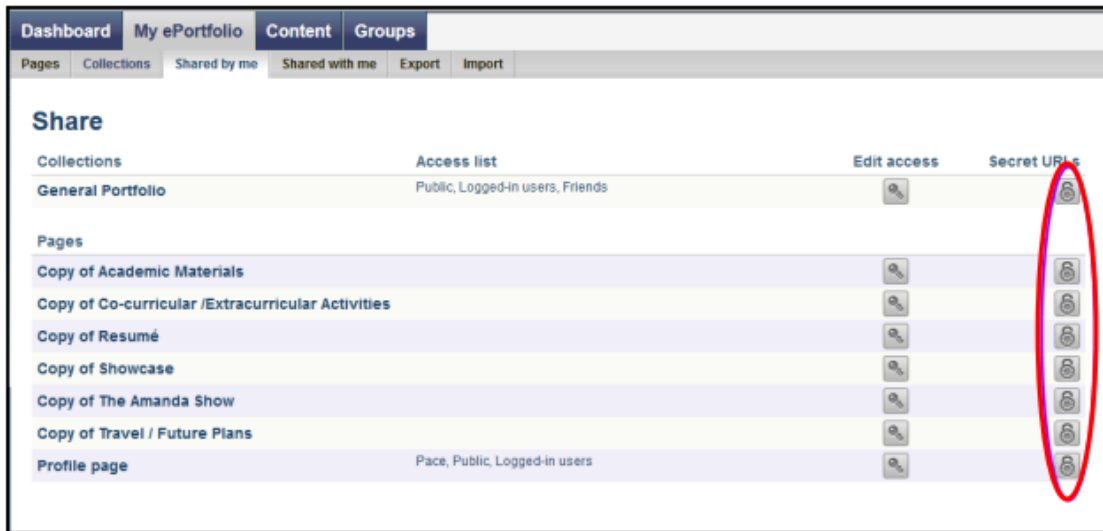 Dashboard My ePortfolio Content Groups
Pages Collections Shared by me Shared with me Export Import
Share
Collections Access list Edit access Secret URLs
General Portfolio Public, Logged-in users, Friends
Pages
Copy of Academic Materials
Copy of Co-curricular /Extracurricular Activities
Copy of Resumé
Copy of Showcase
Copy of The Amanda Show
Copy of Travel / Future Plans
Profile page Pace, Public, Logged-in users